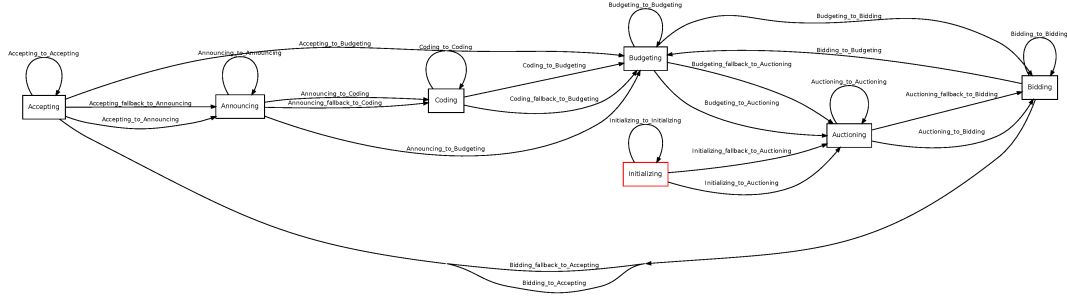 Budgeting_to_Budgeting
Budgeting_to_Bidding
Bidding_to_Bidding
Accepting_to_Budgeting
Coding_to_Coding
Accepting_to_Accepting
Announcing_to_Announcing
Bidding_to_Budgeting
Budgeting
Coding_to_Budgeting
Budgeting_fallback_to_Auctioning
Auctioning_to_Auctioning
Bidding
Announcing_to_Coding
Auctioning_fallback_to_Bidding
Accepting
Accepting_fallback_to_Announcing
Announcing
Announcing_fallback_to_Coding
Coding
Coding_fallback_to_Budgeting
Budgeting_to_Auctioning
Accepting_to_Announcing
Initializing_to_Initializing
Auctioning
Auctioning_to_Bidding
Announcing_to_Budgeting
Initializing_fallback_to_Auctioning
Initializing
Initializing_to_Auctioning
Bidding_fallback_to_Accepting
Bidding_to_Accepting